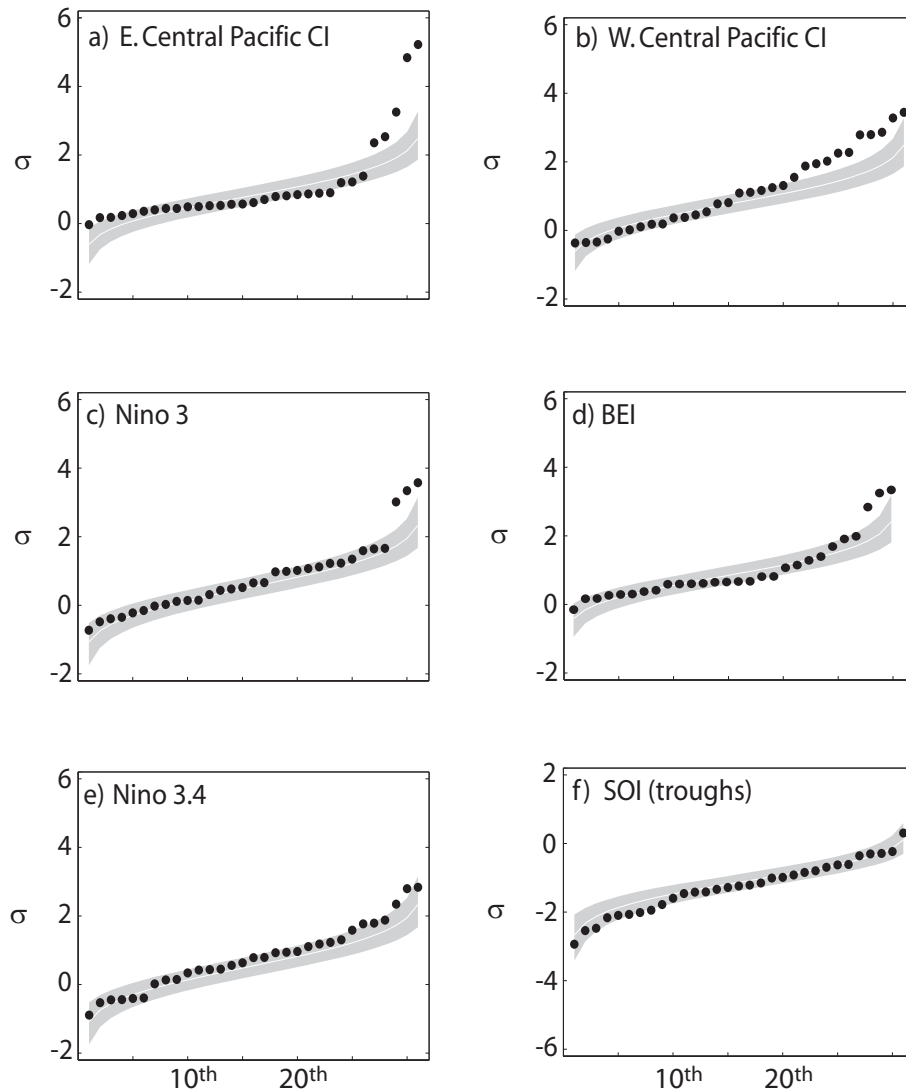 a) E. Central Pacific CI
6
4
2
0
-2
σ
b) W. Central Pacific CI
6
4
2
0
-2
σ
c) Nino 3
6
4
2
0
-2
σ
d) BEI
6
4
2
0
-2
σ
e) Nino 3.4
6
4
2
0
-2
σ
10th 20th
f) SOI (troughs)
2
0
-2
-4
-6
σ
10th 20th